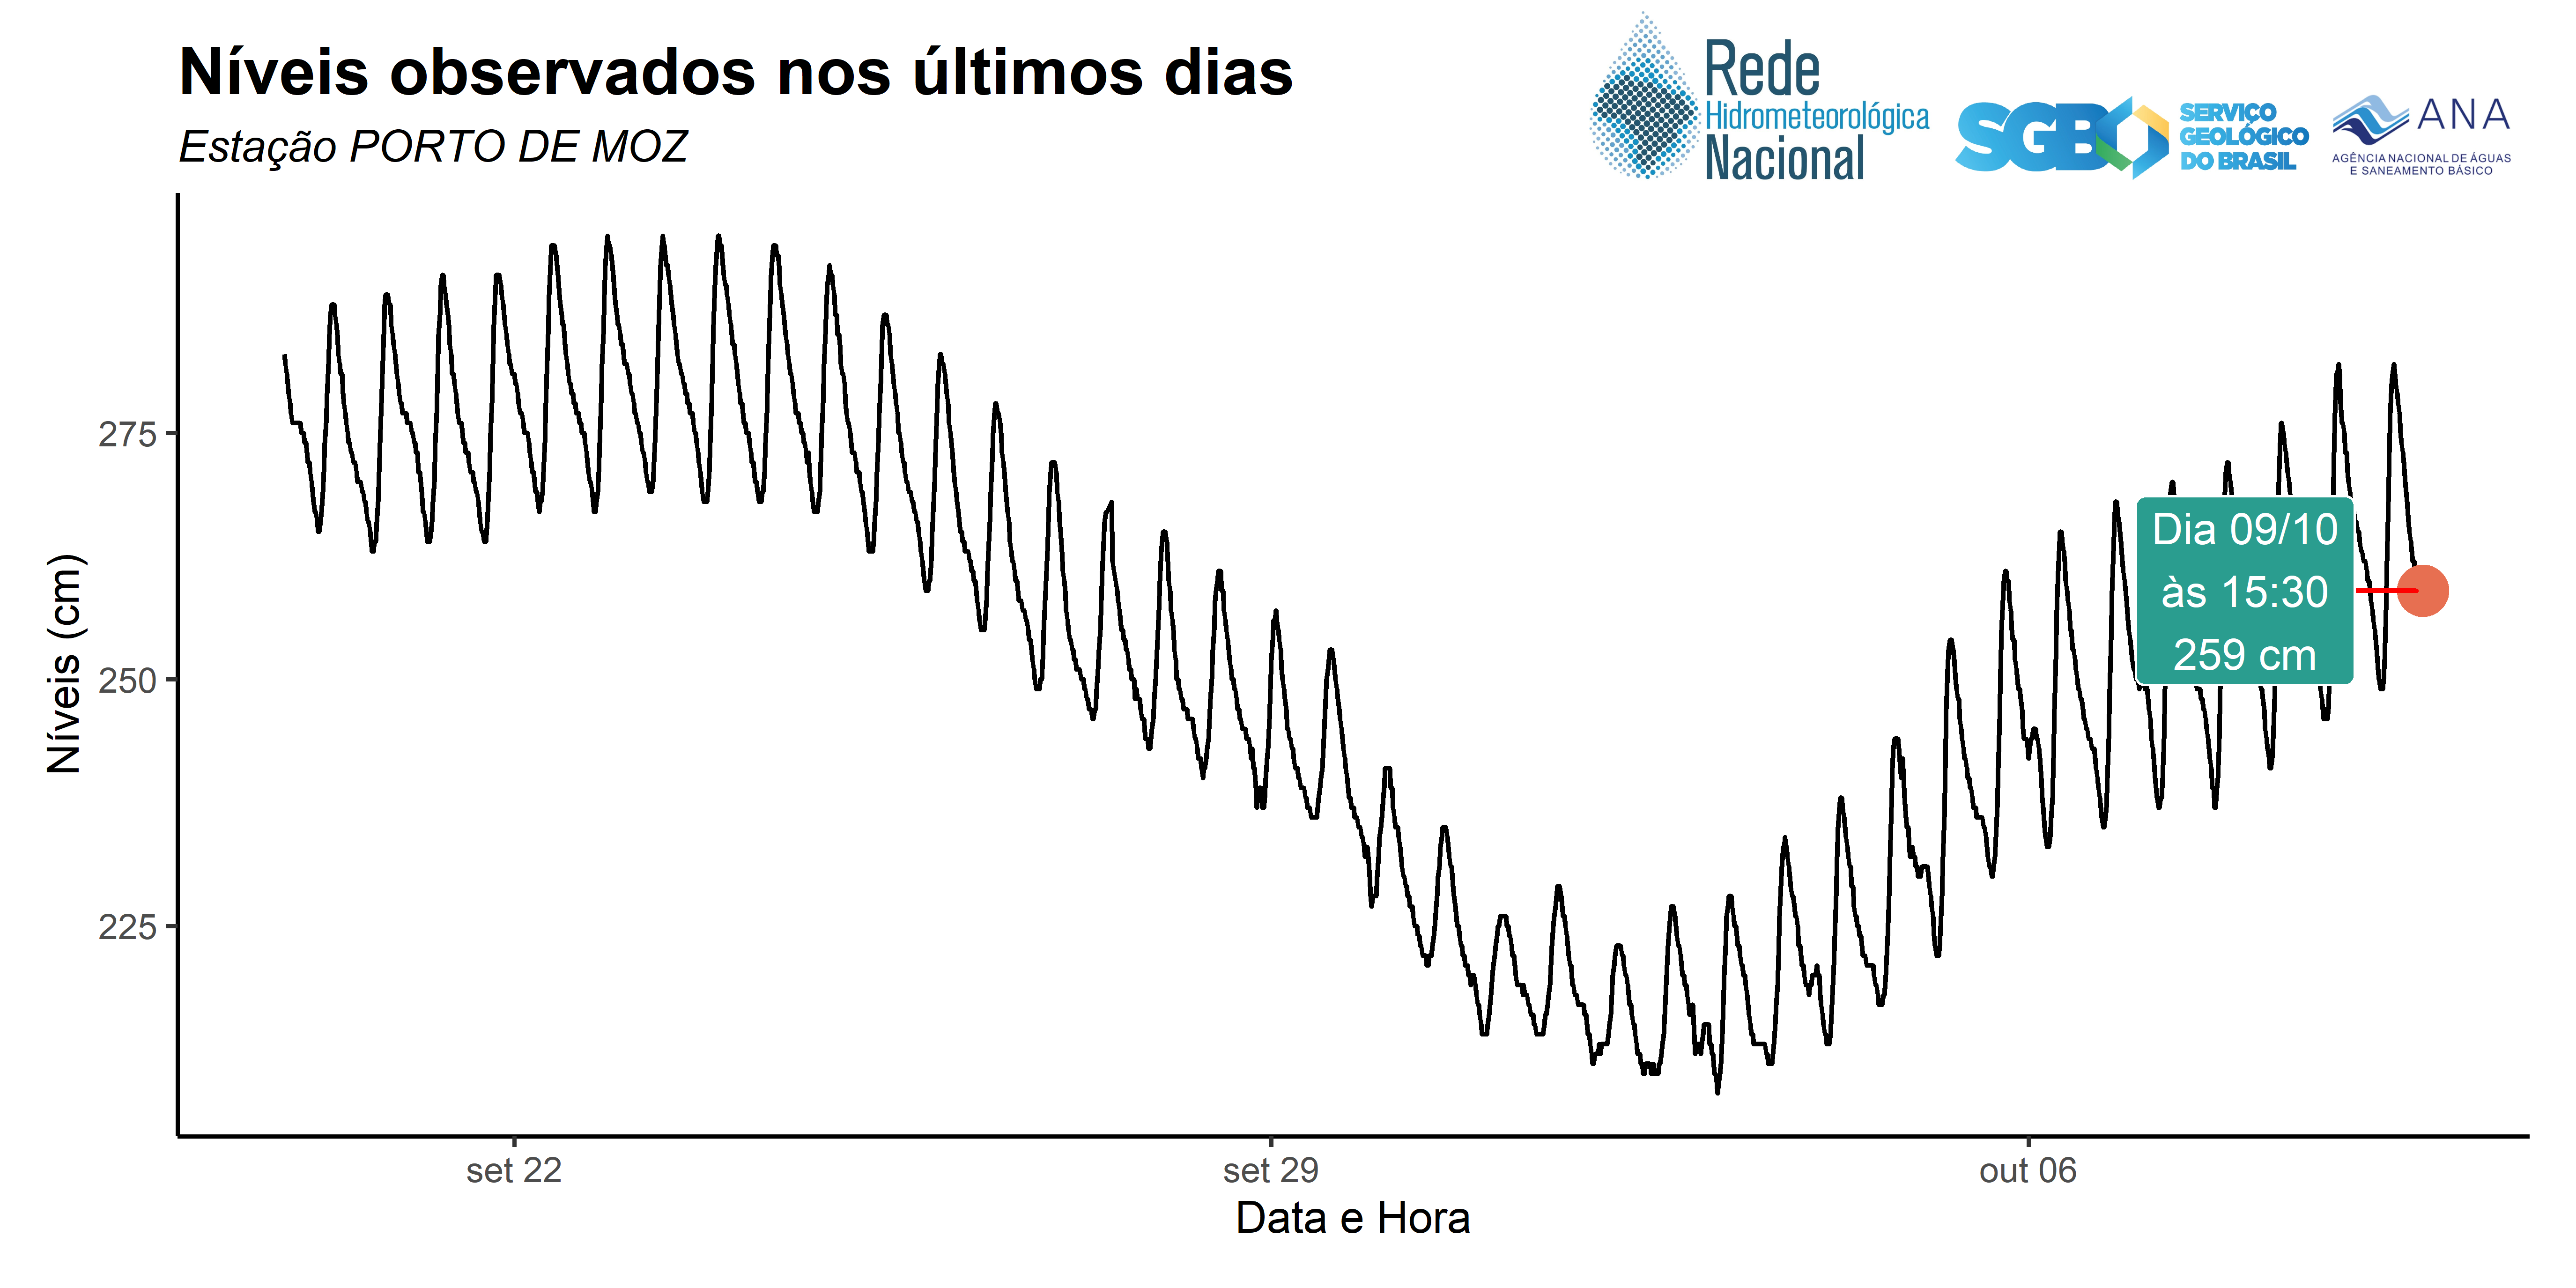 Níveis observados nos últimos dias
Estação PORTO DE MOZ
Rede
Hidrometeorológica
Nacional
SGB
SERVIÇO
GEOLÓGICO
DO BRASIL
ANA
AGÊNCIA NACIONAL DE ÁGUAS
E SANEAMENTO BÁSICO
Níveis (cm)
275
250
225
Dia 09/10
às 15:30
259 cm
set 22
set 29
out 06
Data e Hora